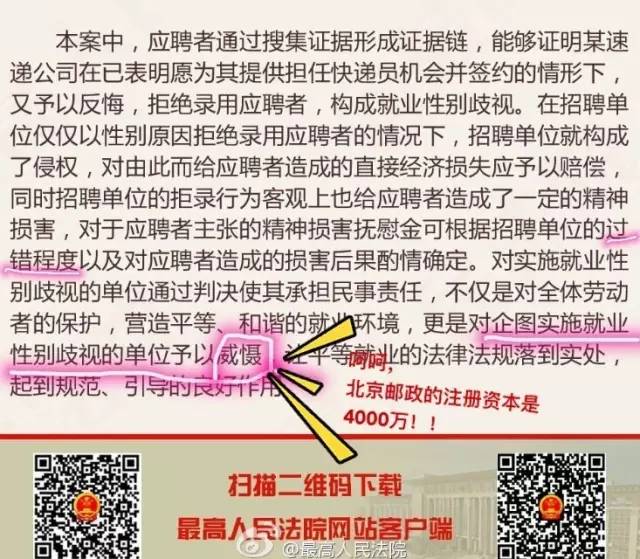 本案中，应聘者通过搜集证据形成证据链，能够证明某速
递公司在已表明愿为其提供担任快递员机会并签约的情形下，
又予以反悔，拒绝录用应聘者，构成就业性别歧视。在招聘单
位仅仅以性别原因拒绝录用应聘者的情况下，招聘单位就构成
了侵权，对由此而给应聘者造成的直接经济损失应予以赔偿，
同时招聘单位的拒录行为客观上也给应聘者造成了一定的精神
损害，对于应聘者主张的精神损害抚慰金可根据招聘单位的过
错程度以及对应聘者造成的损害后果酌情确定。对实施就业性
别歧视的单位通过判决使其承担民事责任，不仅是对全体劳动
者的保护，营造平等、和谐的就业环境，更是对企图实施就业
性别歧视的单位予以威慑 让平等就业的法律法规落到实处，
起到规范、引导的良好作用
呵呵，
北京邮政的注册资本是
4000万！！
扫描二维码下载
最高人民法院网站客户端
@最高人民法院